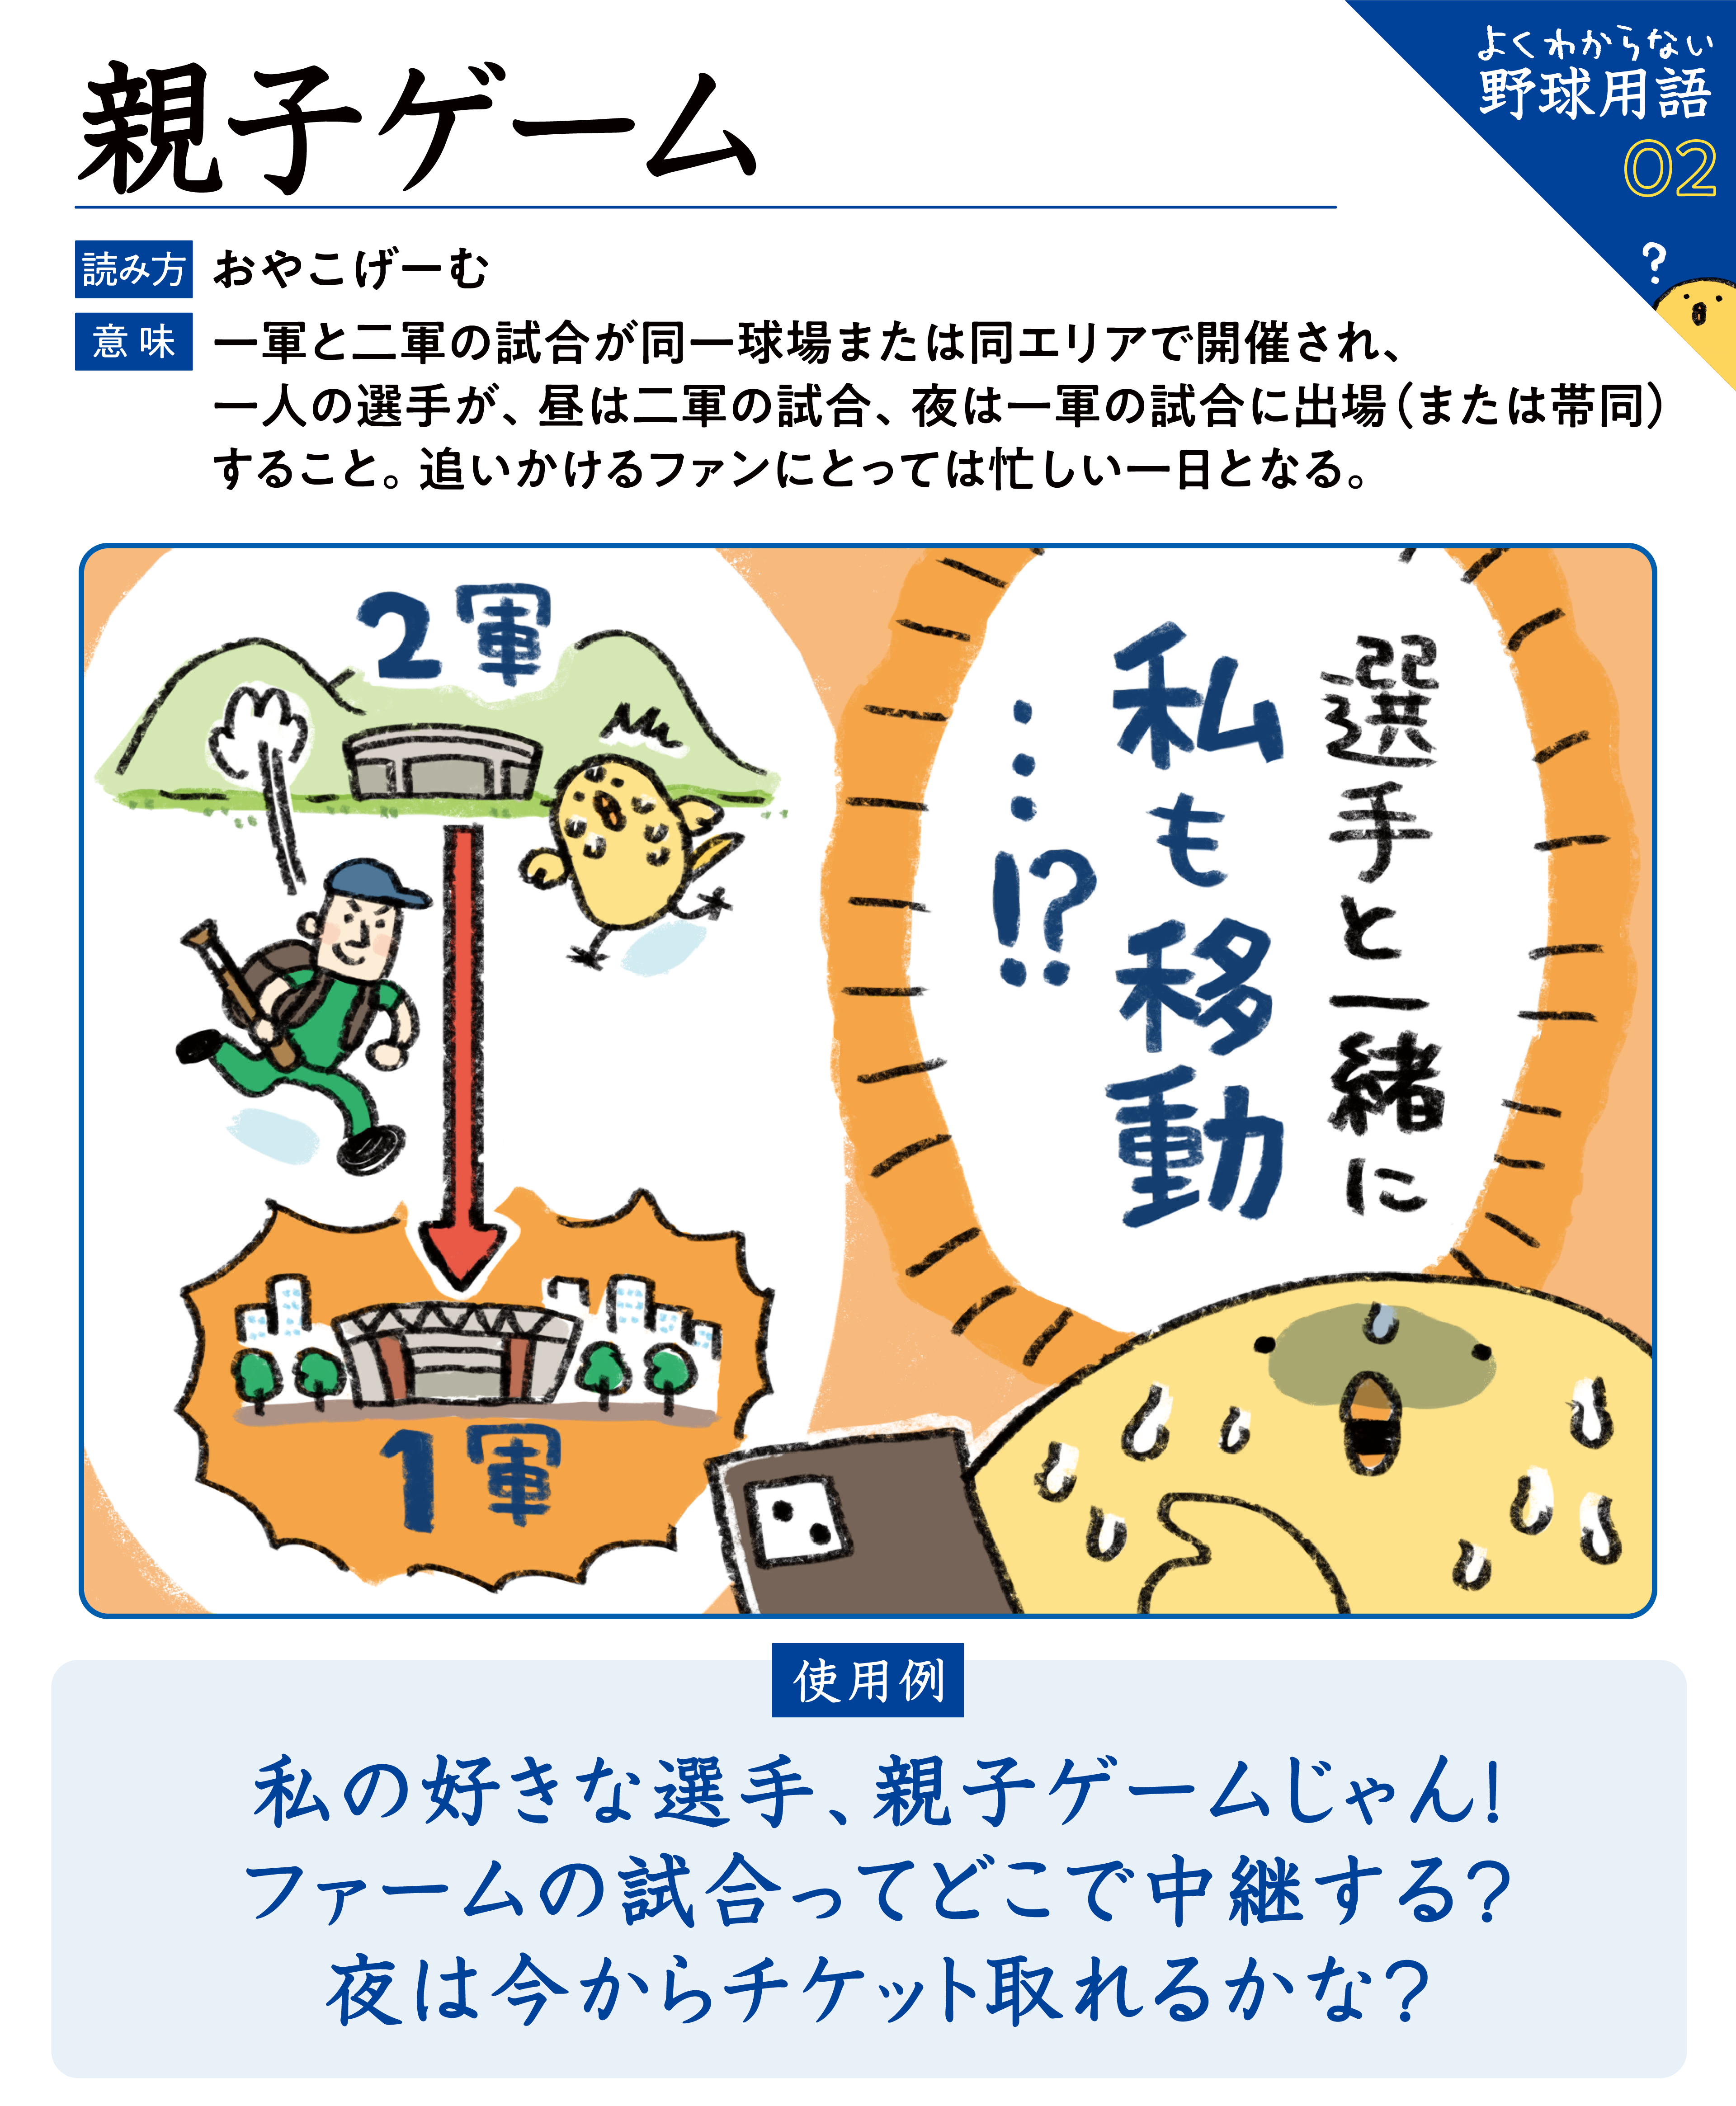 よくわからない
野球用語
02
?
親子ゲーム
読み方 おやこげーむ
意味 一軍と二軍の試合が同一球場または同エリアで開催され、
一人の選手が、昼は二軍の試合、夜は一軍の試合に出場(または帯同)
すること。追いかけるファンにとっては忙しい一日となる。
2軍
1軍
選手と一緒に
私も移動
…!?
使用例
私の好きな選手、親子ゲームじゃん!
ファームの試合ってどこで中継する?
夜は今からチケット取れるかな?